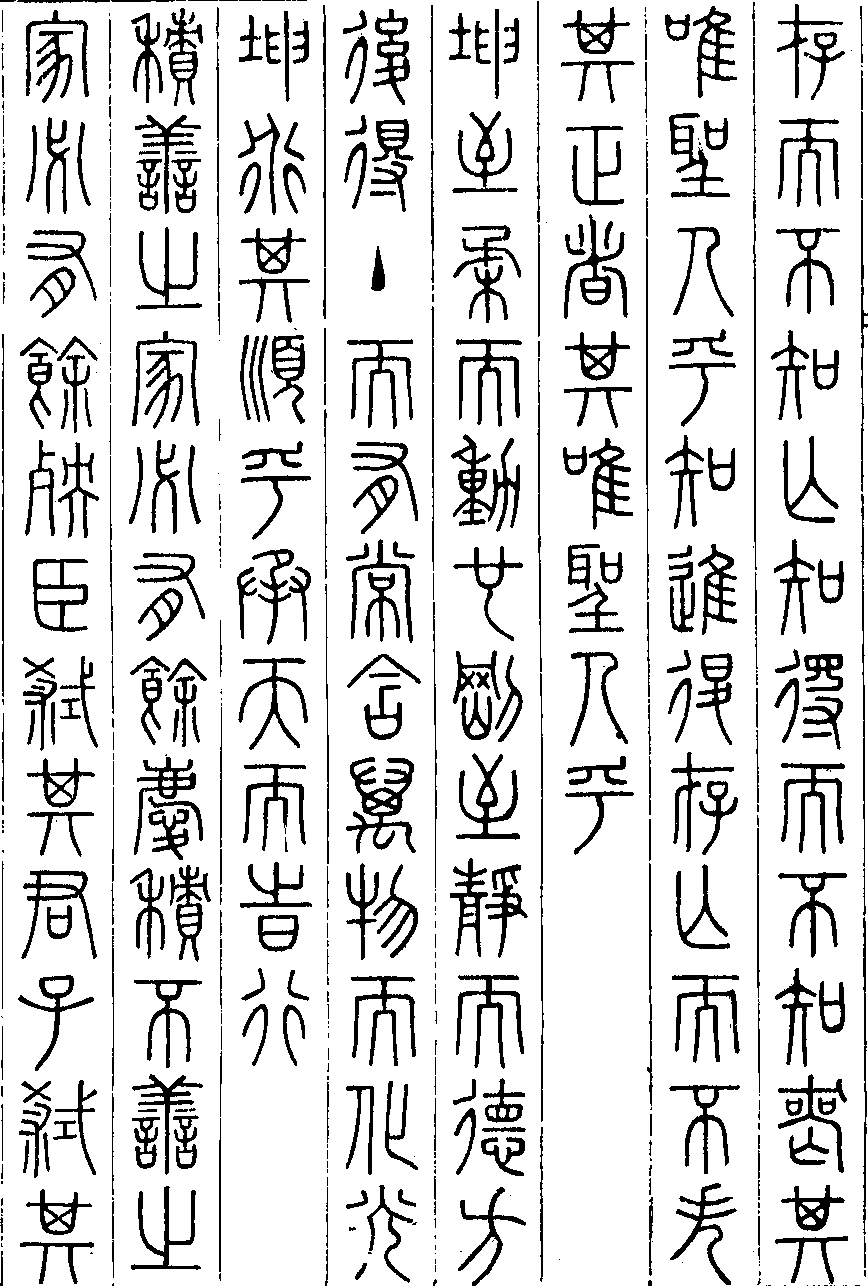 存而不知亡知得而不知喪其
唯聖人乎知進退存亡而不失
其正者其唯聖人乎
坤至柔而動也剛至靜而德方
後得主而有常含萬物而化光
坤道其順乎承天而時行
積善之家必有餘慶積不善之
家必有餘殃臣弒其君子弒其